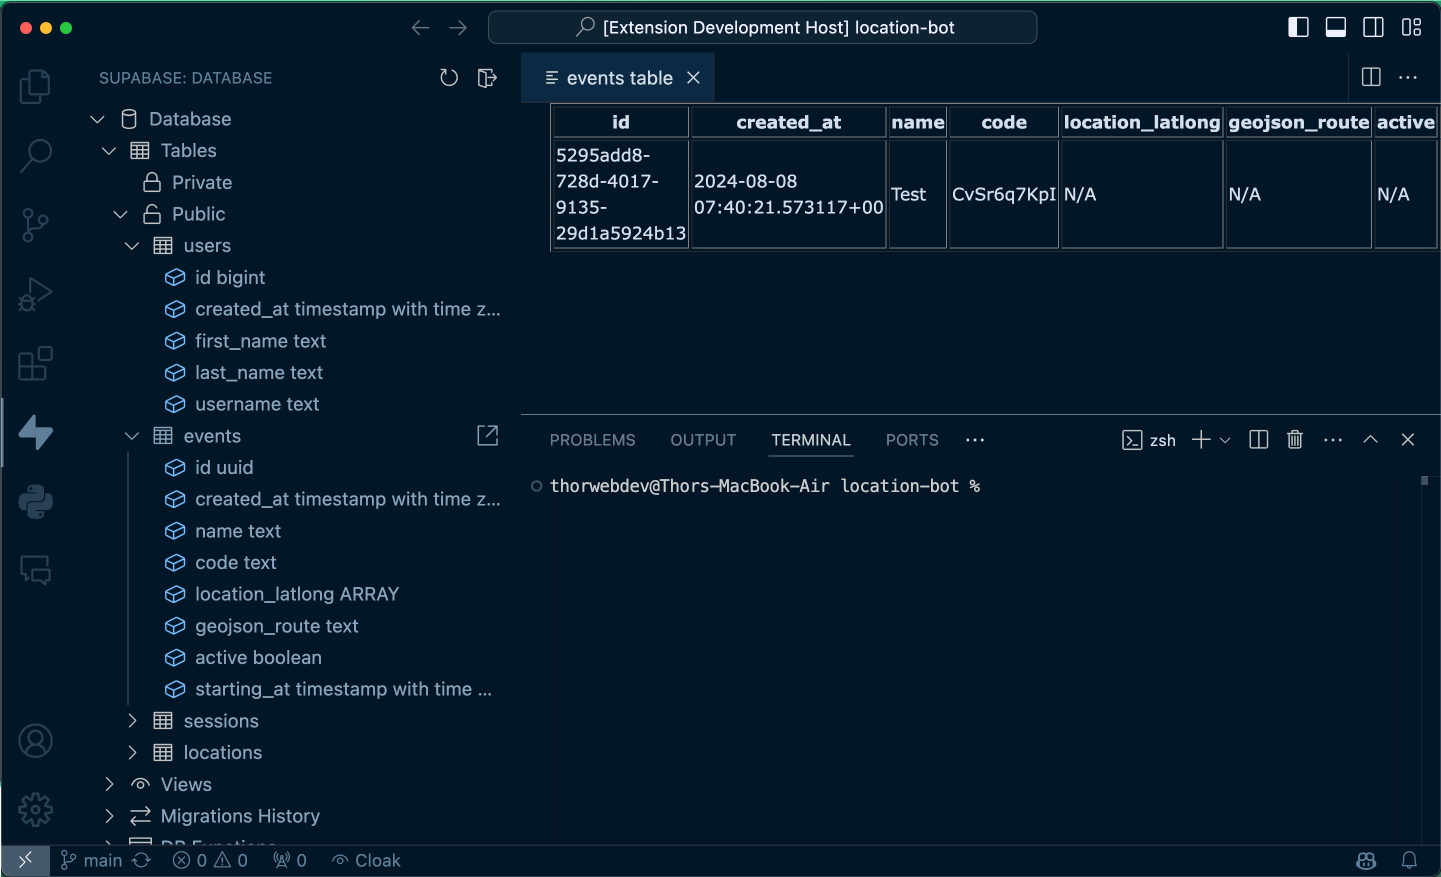 [Extension Development Host] location-bot
SUPABASE: DATABASE
Database
Tables
Private
Public
users
id bigint
created_at timestamp with time z...
first_name text
last_name text
username text
events
id uuid
created_at timestamp with time z...
name text
code text
location_latlong ARRAY
geojson_route text
active boolean
starting_at timestamp with time ...
sessions
locations
Views
Migrations History
DB Functions
events table
id created_at name code location_latlong geojson_route active
5295add8-
728d-4017-
9135-
29d1a5924b13
2024-08-08
07:40:21.573117+00
Test
CvSr6q7KpI
N/A
N/A
N/A
PROBLEMS OUTPUT TERMINAL PORTS
zsh
thorwebdev@Thors-MacBook-Air location-bot %
main 0 0 0 Cloak